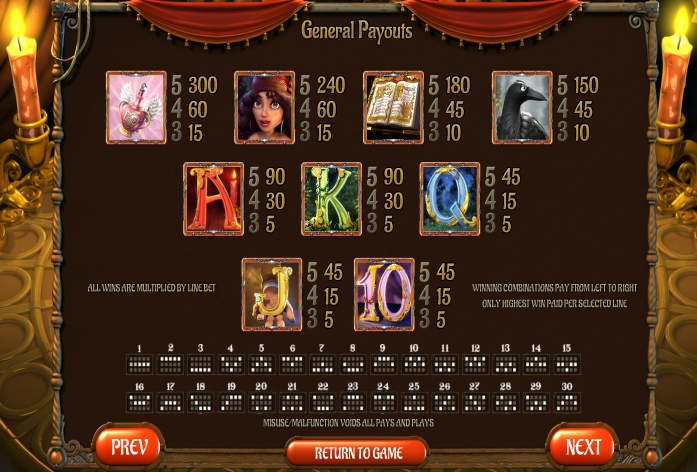 General Payouts
5 300 5 240 5 180 5 150
4 60 4 60 4 45 4 45
3 15 3 15 3 10 3 10
A 5 90 K 5 90 Q 5 45
4 30 4 30 4 15
3 5 3 5 3 5
J 5 45 10 5 45
4 15 4 15
3 5 3 5
ALL WINS ARE MULTIPLIED BY LINE BET
WINNING COMBINATIONS PAY FROM LEFT TO RIGHT
ONLY HIGHEST WIN PAID PER SELECTED LINE
1 2 3 4 5 6 7 8 9 10 11 12 13 14 15
16 17 18 19 20 21 22 23 24 25 26 27 28 29 30
MISUSE/MALFUNCTION VOIDS ALL PAYS AND PLAYS
PREV
RETURN TO GAME
NEXT